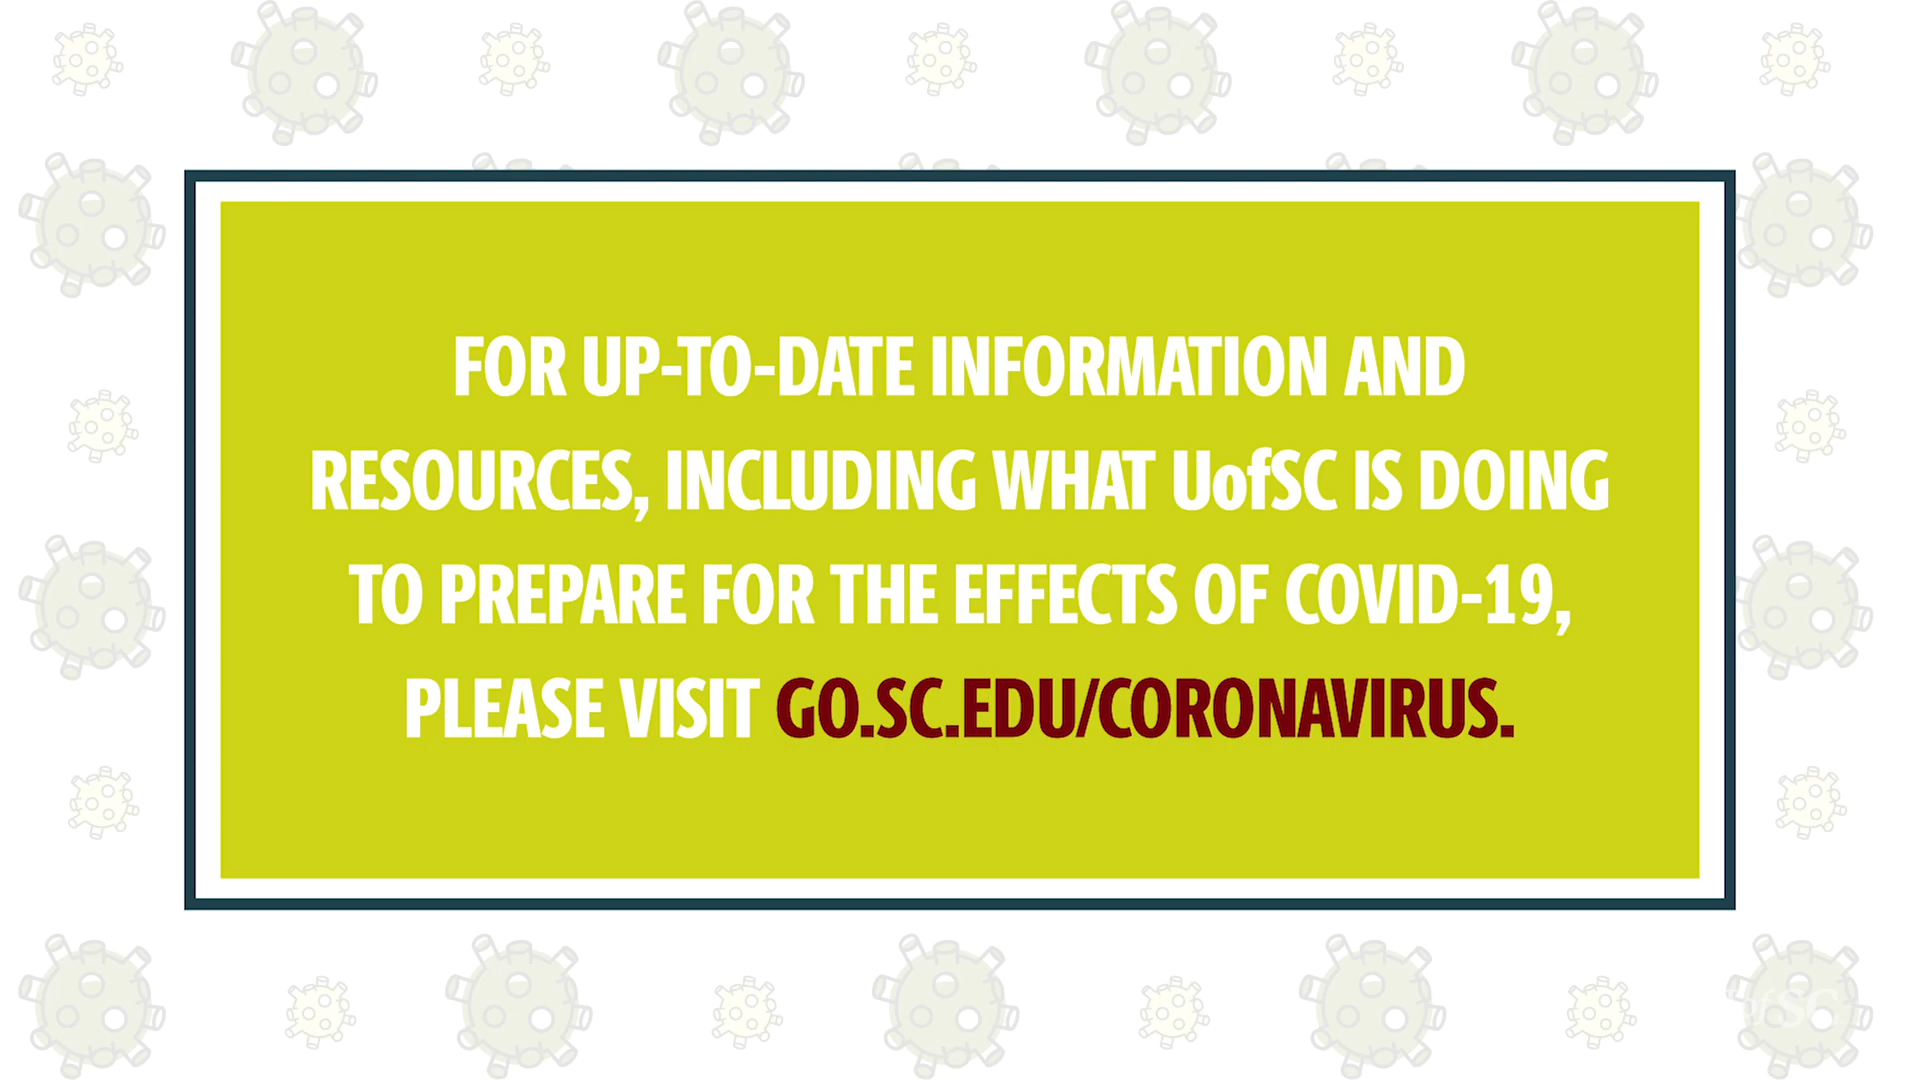 FOR UP-TO-DATE INFORMATION AND
RESOURCES, INCLUDING WHAT UofSC IS DOING
TO PREPARE FOR THE EFFECTS OF COVID-19,
PLEASE VISIT GO.SC.EDU/CORONAVIRUS.
UofSC